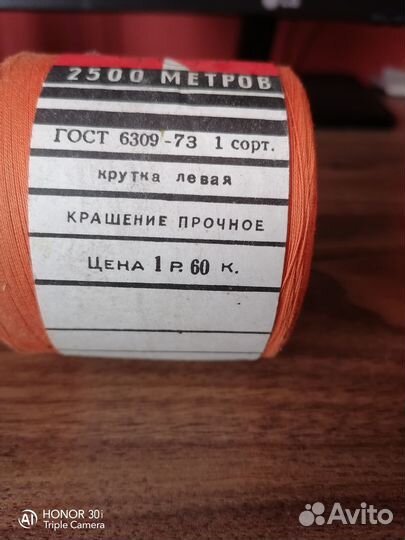 2500 МЕТРОВ
ГОСТ 6309-73 1 сорт.
крутка левая
КРАШЕНИЕ ПРОЧНОЕ
ЦЕНА 1 Р. 60 К.
AI HONOR 30i
Triple Camera
Avito